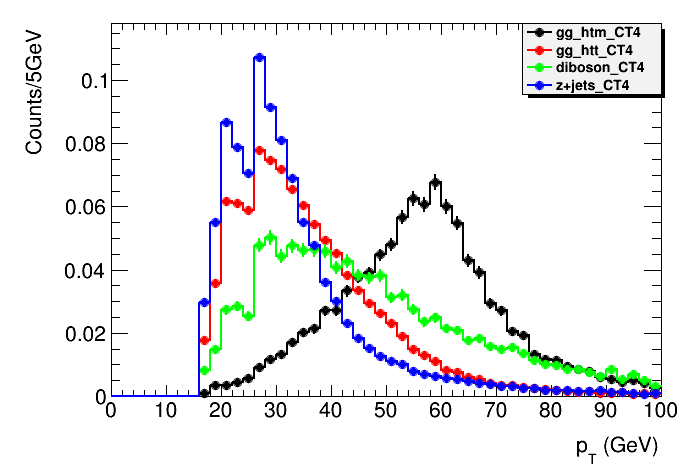 Counts/5GeV
gg_htm_CT4
gg_htt_CT4
diboson_CT4
z+jets_CT4
0.1
0.08
0.06
0.04
0.02
0
0 10 20 30 40 50 60 70 80 90 100
p_T (GeV)